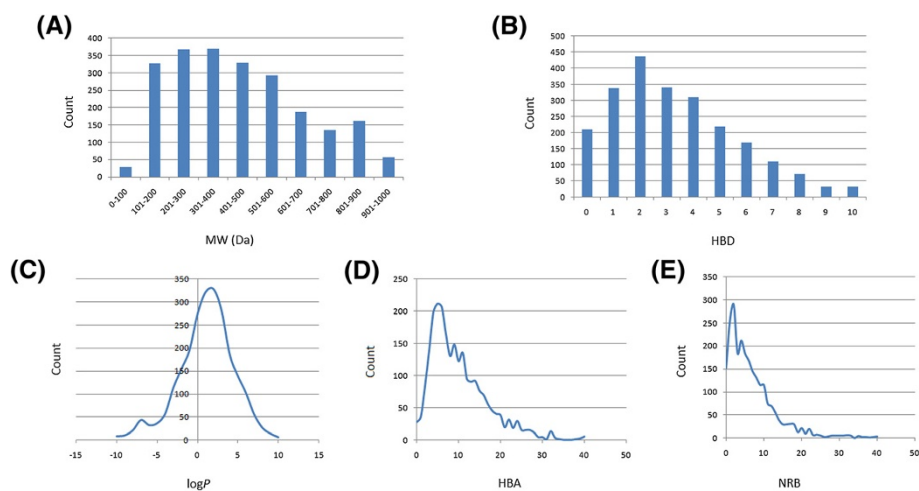 (A)
400
350
300
250
200
150
100
50
0
Count
0-100
101-200
201-300
301-400
401-500
501-600
601-700
701-800
801-900
901-1000
MW (Da)
(B)
500
450
400
350
300
250
200
150
100
50
0
Count
0 1 2 3 4 5 6 7 8 9 10
HBD
(C)
350
300
250
200
150
100
50
0
Count
-15 -10 -5 0 5 10 15
logP
(D)
250
200
150
100
50
0
Count
0 10 20 30 40 50
HBA
(E)
350
300
250
200
150
100
50
0
Count
0 10 20 30 40 50
NRB